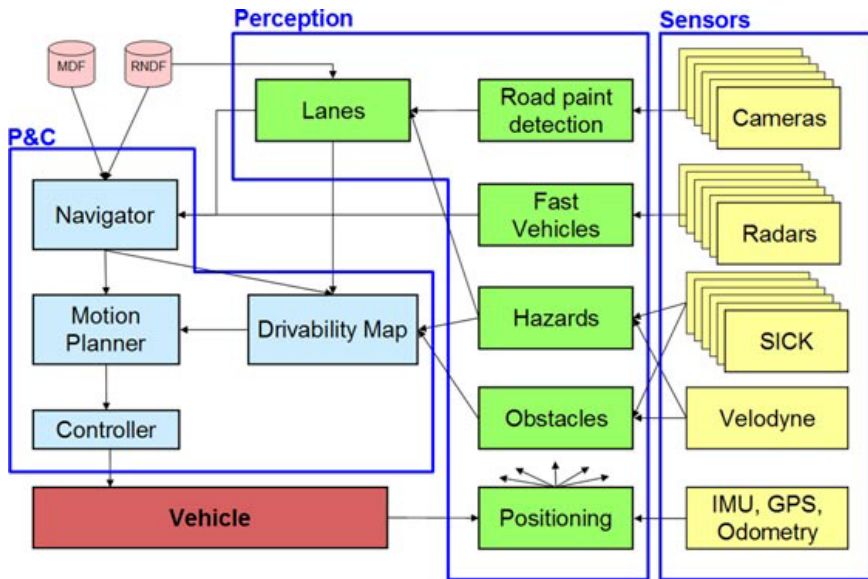 Perception
Sensors
MDF
RNDF
Lanes
Road paint
detection
Cameras
P&C
Navigator
Fast
Vehicles
Radars
Motion
Planner
Drivability Map
Hazards
SICK
Controller
Obstacles
Velodyne
Vehicle
Positioning
IMU, GPS,
Odometry